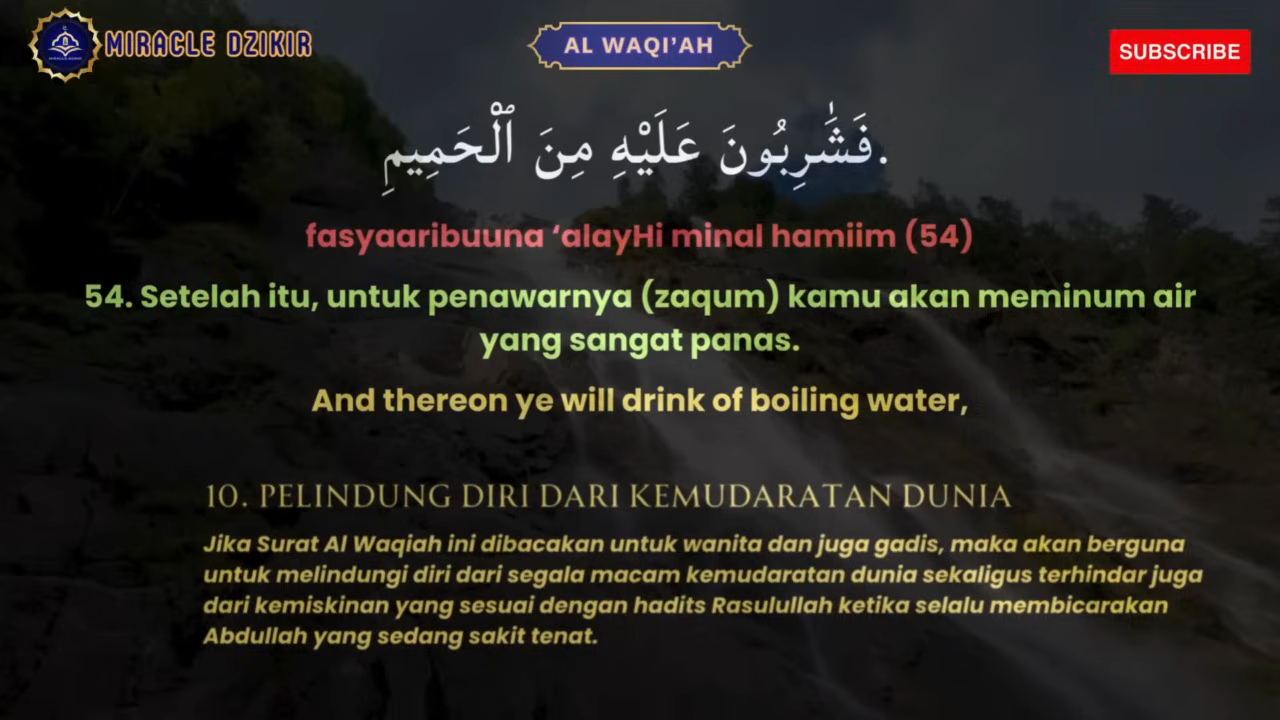 MIRACLE DZIKIR
AL WAQI'AH
SUBSCRIBE
فَشَٰرِبُونَ عَلَيْهِ مِنَ ٱلْحَمِيمِ.
fasyaaribuuna ‘alayHi minal hamiim (54)
54. Setelah itu, untuk penawarnya (zaqum) kamu akan meminum air
yang sangat panas.
And thereon ye will drink of boiling water,
10. PELINDUNG DIRI DARI KEMUDARATAN DUNIA
Jika Surat Al Waqiah ini dibacakan untuk wanita dan juga gadis, maka akan berguna
untuk melindungi diri dari segala macam kemudaratan dunia sekaligus terhindar juga
dari kemiskinan yang sesuai dengan hadits Rasulullah ketika selalu membicarakan
Abdullah yang sedang sakit tenat.